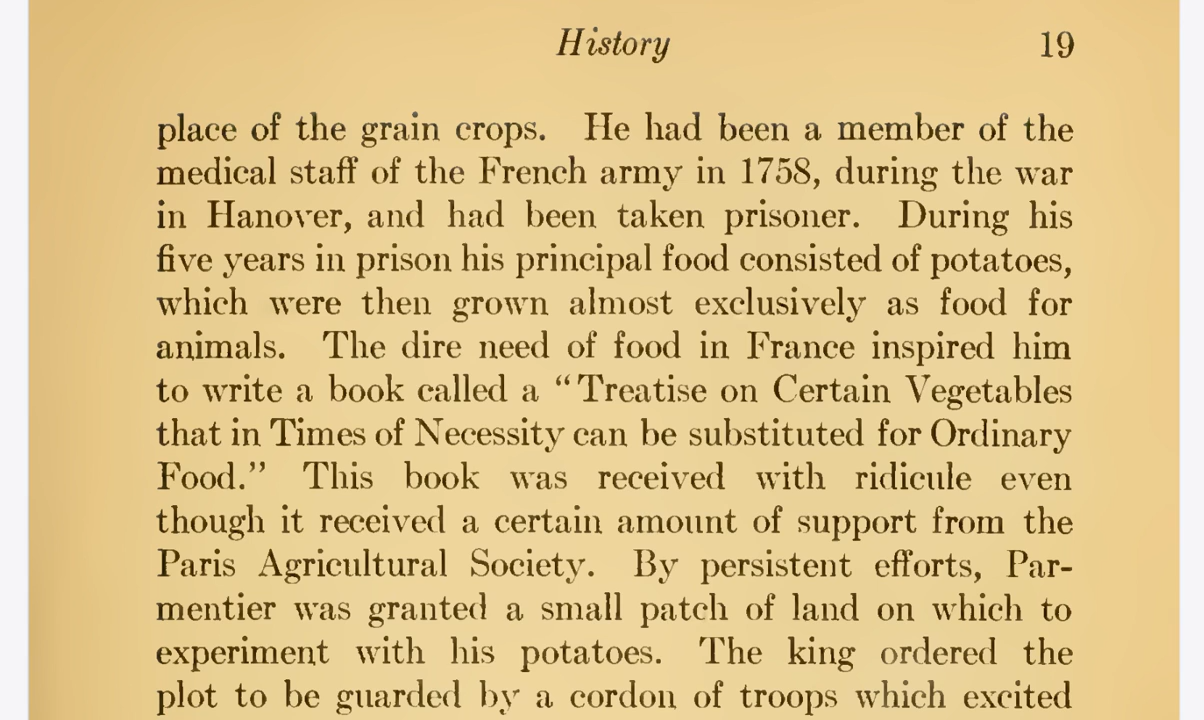 History 19
place of the grain crops. He had been a member of the
medical staff of the French army in 1758, during the war
in Hanover, and had been taken prisoner. During his
five years in prison his principal food consisted of potatoes,
which were then grown almost exclusively as food for
animals. The dire need of food in France inspired him
to write a book called a “Treatise on Certain Vegetables
that in Times of Necessity can be substituted for Ordinary
Food.” This book was received with ridicule even
though it received a certain amount of support from the
Paris Agricultural Society. By persistent efforts, Par-
mentier was granted a small patch of land on which to
experiment with his potatoes. The king ordered the
plot to be guarded by a cordon of troops which excited